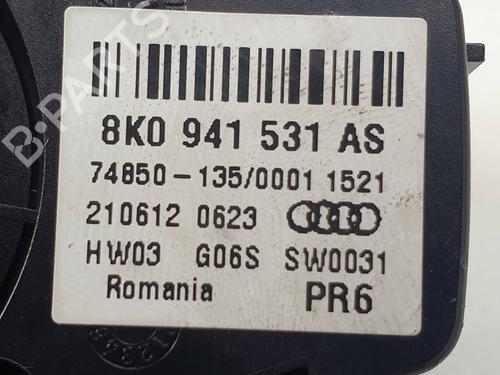 B-PARTS
8K0 941 531 AS
74850-135/0001 1521
210612 0623
HW03 G06S SW0031
Romania PR6